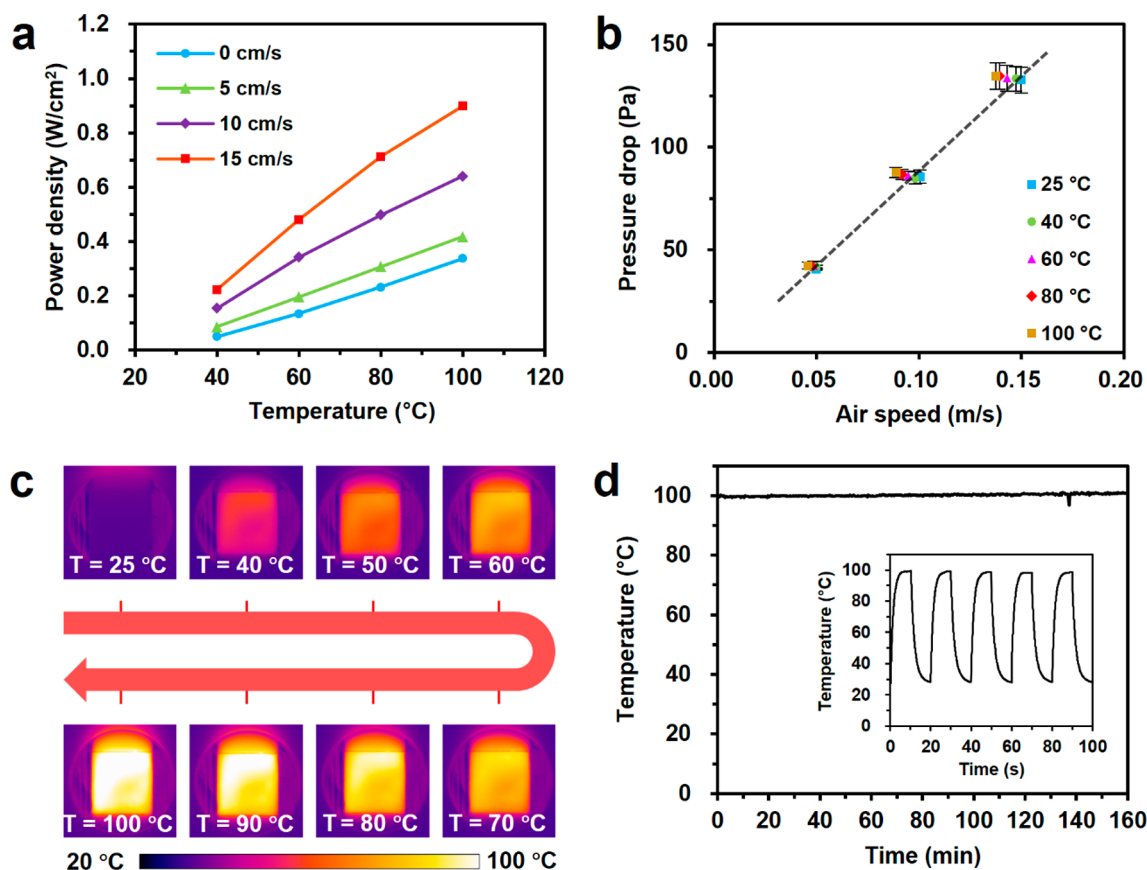 a
Power density (W/cm²)
1.2
1.0
0.8
0.6
0.4
0.2
0.0
0 cm/s
5 cm/s
10 cm/s
15 cm/s
20 40 60 80 100 120
Temperature (°C)
b
Pressure drop (Pa)
150
100
50
0
25 °C
40 °C
60 °C
80 °C
100 °C
0.00 0.05 0.10 0.15 0.20
Air speed (m/s)
c
T = 25 °C T = 40 °C T = 50 °C T = 60 °C
T = 100 °C T = 90 °C T = 80 °C T = 70 °C
20 °C 100 °C
d
Temperature (°C)
100
80
60
40
20
0
Temperature (°C)
100
80
60
40
20
0
0 20 40 60 80 100
Time (s)
0 20 40 60 80 100 120 140 160
Time (min)